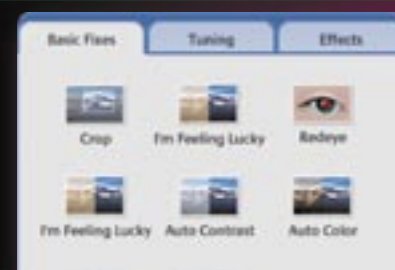 Basic Fixes Tuning Effects
Crop I'm Feeling Lucky Redeye
I'm Feeling Lucky Auto Contrast Auto Color